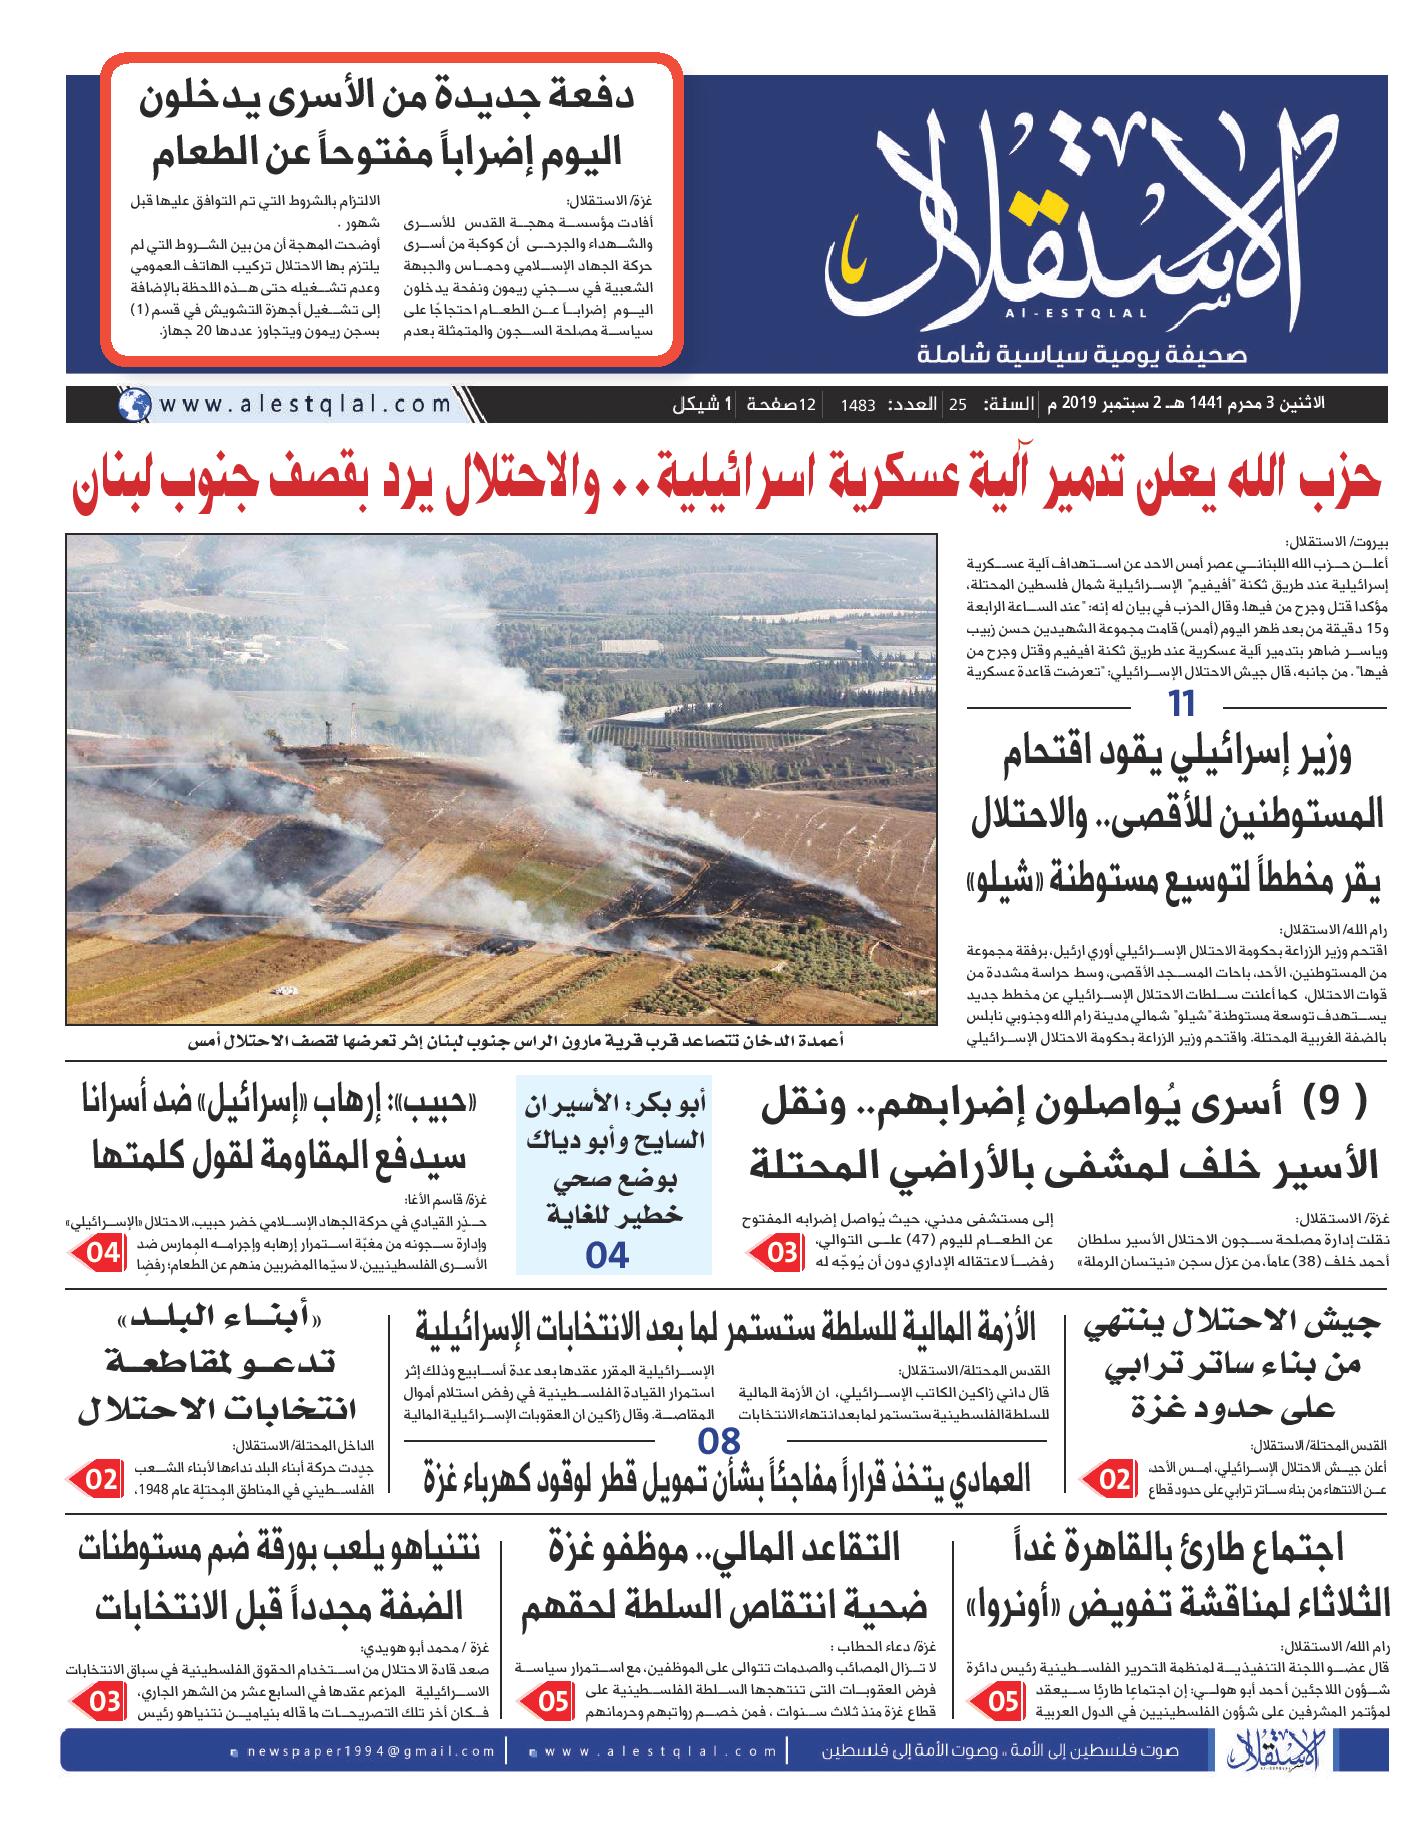 دفعة جديدة من الأسرى يدخلون
اليوم إضراباً مفتوحاً عن الطعام
غزة/ الاستقلال:
أفادت مؤسسة مهجة القدس للأسرى
والشهداء والجرحى أن كوكبة من أسرى
حركة الجهاد الإسلامي وحماس والجبهة
الشعبية في سجني ريمون ونفحة يدخلون
اليوم إضراباً عن الطعام احتجاجًا على
سياسة مصلحة السجون والمتمثلة بعدم
الالتزام بالشروط التي تم التوافق عليها قبل
شهور .
أوضحت المهجة أن من بين الشروط التي لم
يلتزم بها الاحتلال تركيب الهاتف العمومي
وعدم تشغيله حتى هذه اللحظة بالإضافة
إلى تشغيل أجهزة التشويش في قسم (1)
بسجن ريمون ويتجاوز عددها 20 جهاز.
الاستقلال
Al-ESTQLAL
صحيفة يومية سياسية شاملة
الاثنين 3 محرم 1441 هـ 2 سبتمبر 2019 م | السنة: 25 | العدد: 1483 | 12صفحة | 1 شيكل
www.alestqlal.com
حزب الله يعلن تدمير آلية عسكرية اسرائيلية.. والاحتلال يرد بقصف جنوب لبنان
بيروت/ الاستقلال:
أعلن حزب الله اللبناني عصر أمس الاحد عن استهداف آلية عسكرية
إسرائيلية عند طريق ثكنة "أفيفيم" الإسرائيلية شمال فلسطين المحتلة،
مؤكدا قتل وجرح من فيها. وقال الحزب في بيان له إنه: "عند الساعة الرابعة
و15 دقيقة من بعد ظهر اليوم (أمس) قامت مجموعة الشهيدين حسن زبيب
وياسر ضاهر بتدمير آلية عسكرية عند طريق ثكنة افيفيم وقتل وجرح من
فيها". من جانبه، قال جيش الاحتلال الإسرائيلي: "تعرضت قاعدة عسكرية
11
أعمدة الدخان تتصاعد قرب قرية مارون الراس جنوب لبنان إثر تعرضها لقصف الاحتلال أمس
وزير إسرائيلي يقود اقتحام
المستوطنين للأقصى.. والاحتلال
يقر مخططاً لتوسيع مستوطنة «شيلو»
رام الله/ الاستقلال:
اقتحم وزير الزراعة بحكومة الاحتلال الإسرائيلي أوري ارئيل، برفقة مجموعة
من المستوطنين، الأحد، باحات المسجد الأقصى، وسط حراسة مشددة من
قوات الاحتلال، كما أعلنت سلطات الاحتلال الإسرائيلي عن مخطط جديد
يستهدف توسعة مستوطنة "شيلو" شمالي مدينة رام الله وجنوبي نابلس
بالضفة الغربية المحتلة. واقتحم وزير الزراعة بحكومة الاحتلال الإسرائيلي
( 9) أسرى يُواصلون إضرابهم.. ونقل
الأسير خلف لمشفى بالأراضي المحتلة
غزة/ الاستقلال:
نقلت إدارة مصلحة سجون الاحتلال الأسير سلطان
أحمد خلف (38) عاماً، من عزل سجن «نيتسان الرملة»
إلى مستشفى مدني، حيث يُواصل إضرابه المفتوح
عن الطعام لليوم (47) على التوالي،
رفضاً لاعتقاله الإداري دون أن يُوجّه له
03
أبو بكر: الأسيران
السايح وأبو دياك
بوضع صحي
خطير للغاية
04
«حبيب»: إرهاب «إسرائيل» ضد أسرانا
سيدفع المقاومة لقول كلمتها
غزة/ قاسم الأغا:
حذر القيادي في حركة الجهاد الإسلامي خضر حبيب، الاحتلال «الإسرائيلي»
وإدارة سجونه من مغبّة استمرار إرهابه وإجرامه المُمارس ضد
الأسرى الفلسطينيين، لا سيّما المضربين منهم عن الطعام؛ رفضا
04
جيش الاحتلال ينتهي
من بناء ساتر ترابي
على حدود غزة
القدس المحتلة/ الاستقلال:
أعلن جيش الاحتلال الإسرائيلي، امس الأحد،
عن الانتهاء من بناء ساتر ترابي على حدود قطاع
02
الأزمة المالية للسلطة ستستمر لما بعد الانتخابات الإسرائيلية
القدس المحتلة/ الاستقلال:
قال داني زاكين الكاتب الإسرائيلي، ان الأزمة المالية
للسلطة الفلسطينية ستستمر لما بعد انتهاء الانتخابات
الإسرائيلية المقرر عقدها بعد عدة أسابيع وذلك إثر
استمرار القيادة الفلسطينية في رفض استلام أموال
المقاصة. وقال زاكين ان العقوبات الإسرائيلية المالية
08
العمادي يتخذ قراراً مفاجئاً بشأن تمويل قطر لوقود كهرباء غزة
«أبناء البلد»
تدعو لمقاطعة
انتخابات الاحتلال
الداخل المحتلة/ الاستقلال:
جدّدت حركة أبناء البلد نداءها لأبناء الشعب
الفلسطيني في المناطق المحتلة عام 1948،
02
اجتماع طارئ بالقاهرة غداً
الثلاثاء لمناقشة تفويض «أونروا»
رام الله/ الاستقلال:
قال عضو اللجنة التنفيذية لمنظمة التحرير الفلسطينية رئيس دائرة
شؤون اللاجئين أحمد أبو هولي: إن اجتماعا طارئا سيعقد
لمؤتمر المشرفين على شؤون الفلسطينيين في الدول العربية
05
التقاعد المالي.. موظفو غزة
ضحية انتقاص السلطة لحقهم
غزة/ دعاء الحطاب :
لا تزال المصائب والصدمات تتوالى على الموظفين، مع استمرار سياسة
فرض العقوبات التى تنتهجها السلطة الفلسطينية على
قطاع غزة منذ ثلاث سنوات ، فمن خصم رواتبهم وحرمانهم
05
نتنياهو يلعب بورقة ضم مستوطنات
الضفة مجدداً قبل الانتخابات
غزة / محمد أبو هويدي:
صعد قادة الاحتلال من استخدام الحقوق الفلسطينية في سباق الانتخابات
الاسرائيلية المزعم عقدها في السابع عشر من الشهر الجاري،
فكان أخر تلك التصريحات ما قاله بنيامين نتنياهو رئيس
03
الاستقلال
صوت فلسطين إلى الأمة .. وصوت الأمة إلى فلسطين
www.alestqlal.com
newspaper1994@gmail.com